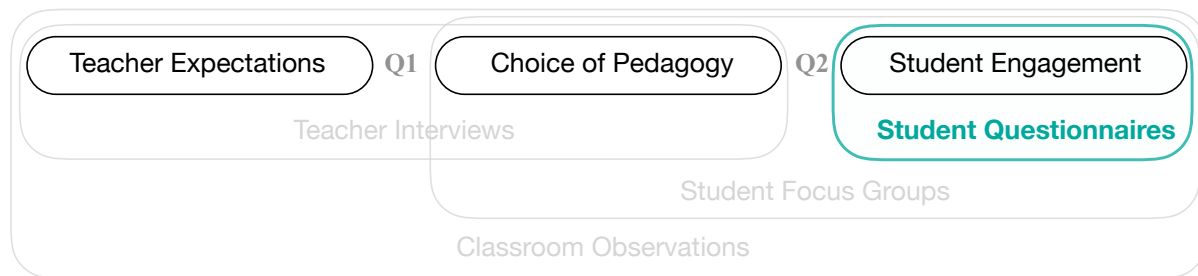 Teacher Expectations Q1 Choice of Pedagogy Q2 Student Engagement
Teacher Interviews Student Questionnaires
Student Focus Groups
Classroom Observations